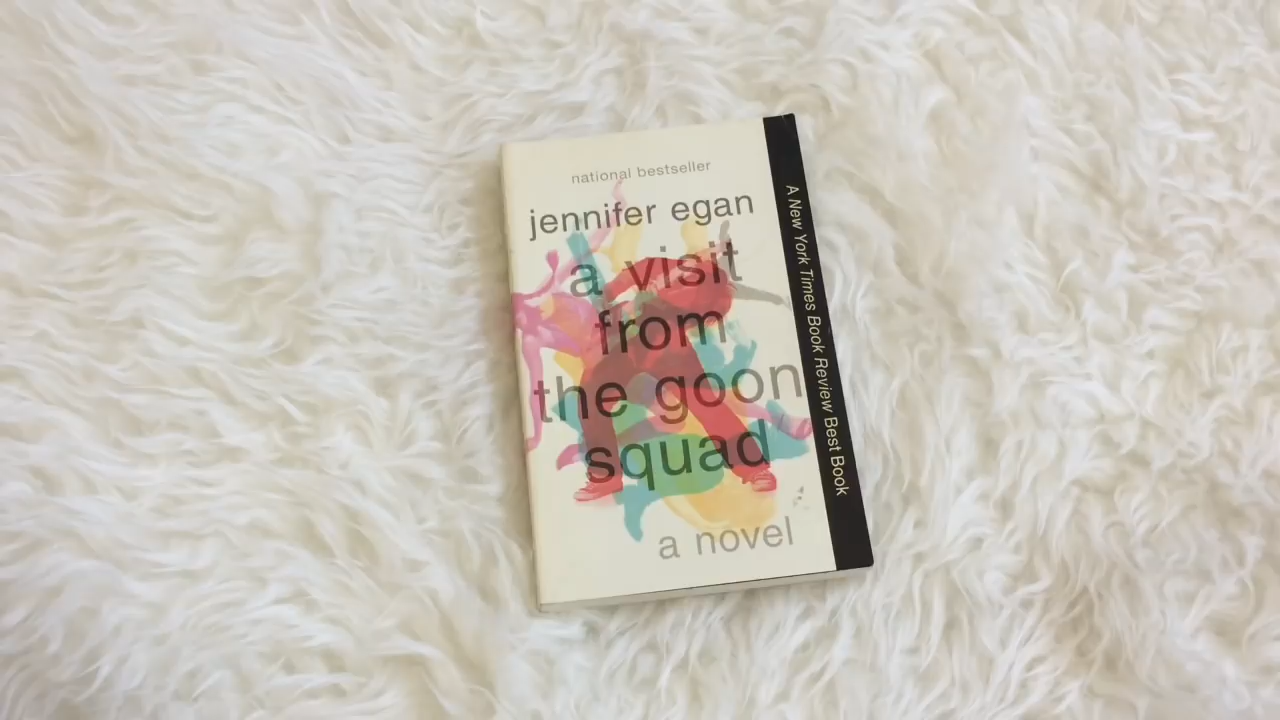 national bestseller
jennifer egan
a visit
from
the goon
squad
a novel
A New York Times Book Review Best Book